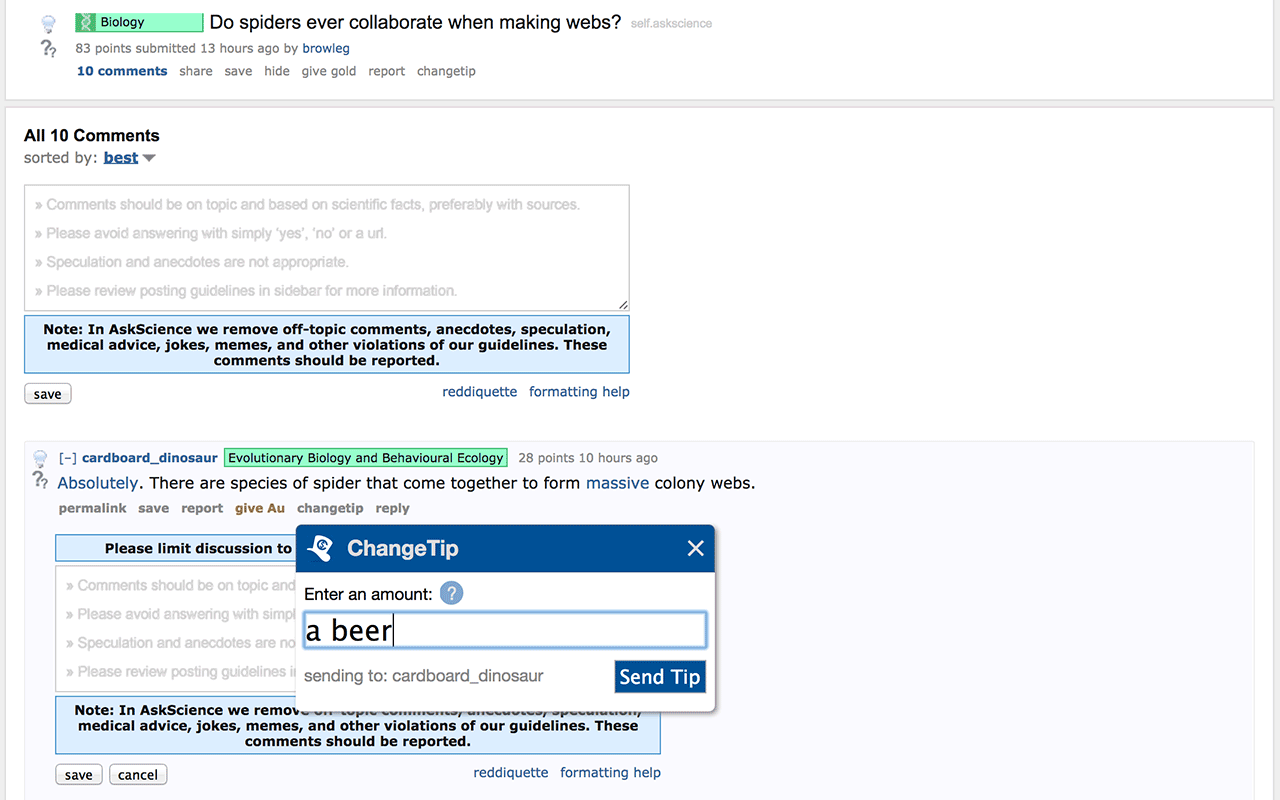 Biology Do spiders ever collaborate when making webs? self.askscience
83 points submitted 13 hours ago by browleg
10 comments share save hide give gold report changetip
All 10 Comments
sorted by: best
» Comments should be on topic and based on scientific facts, preferably with sources.
» Please avoid answering with simply 'yes', 'no' or a url.
» Speculation and anecdotes are not appropriate.
» Please review posting guidelines in sidebar for more information.
Note: In AskScience we remove off-topic comments, anecdotes, speculation,
medical advice, jokes, memes, and other violations of our guidelines. These
comments should be reported.
save reddiquette formatting help
[–] cardboard_dinosaur Evolutionary Biology and Behavioural Ecology 28 points 10 hours ago
Absolutely. There are species of spider that come together to form massive colony webs.
permalink save report give Au changetip reply
Please limit discussion to
ChangeTip
» Comments should be on topic and
Enter an amount: ?
» Please avoid answering with simpl
a beer
» Speculation and anecdotes are no
» Please review posting guidelines i
sending to: cardboard_dinosaur Send Tip
Note: In AskScience we remove off-topic comments, anecdotes, speculation,
medical advice, jokes, memes, and other violations of our guidelines. These
comments should be reported.
save cancel reddiquette formatting help